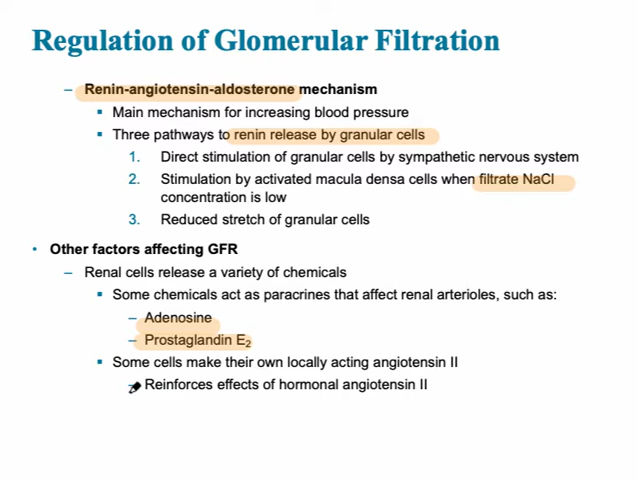 Regulation of Glomerular Filtration
– Renin-angiotensin-aldosterone mechanism
▪ Main mechanism for increasing blood pressure
▪ Three pathways to renin release by granular cells
1. Direct stimulation of granular cells by sympathetic nervous system
2. Stimulation by activated macula densa cells when filtrate NaCl
concentration is low
3. Reduced stretch of granular cells
• Other factors affecting GFR
– Renal cells release a variety of chemicals
▪ Some chemicals act as paracrines that affect renal arterioles, such as:
– Adenosine
– Prostaglandin E₂
▪ Some cells make their own locally acting angiotensin II
– Reinforces effects of hormonal angiotensin II